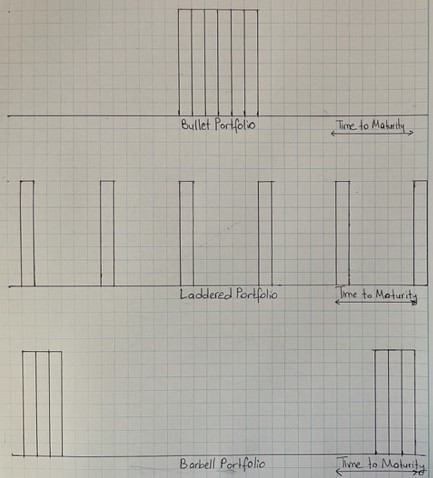 Bullet Portfolio
Time to Maturity
Laddered Portfolio
Time to Maturity
Barbell Portfolio
Time to Maturity